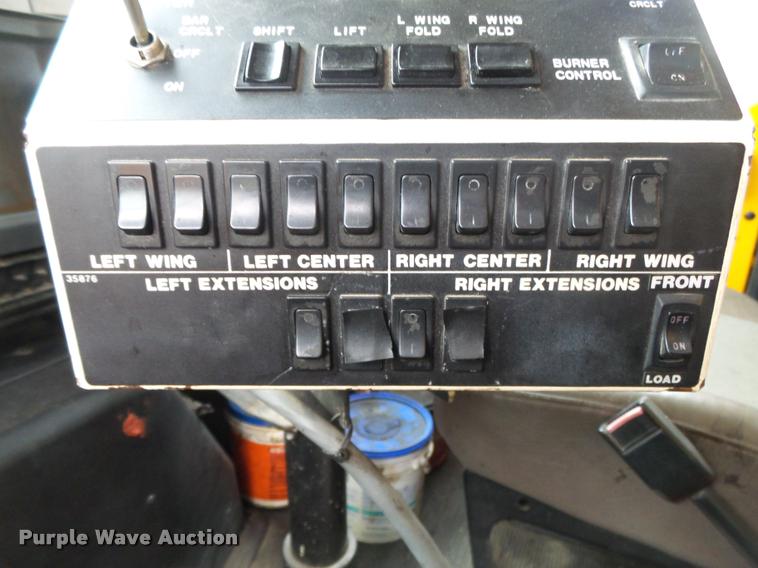 BAR
CRCLT
OFF
ON
SHIFT
LIFT
L WING
FOLD
R WING
FOLD
CRCLT
BURNER
CONTROL
OFF
ON
LEFT WING
LEFT CENTER
RIGHT CENTER
RIGHT WING
35876
LEFT EXTENSIONS
RIGHT EXTENSIONS
FRONT
OFF
ON
LOAD
Purple Wave Auction